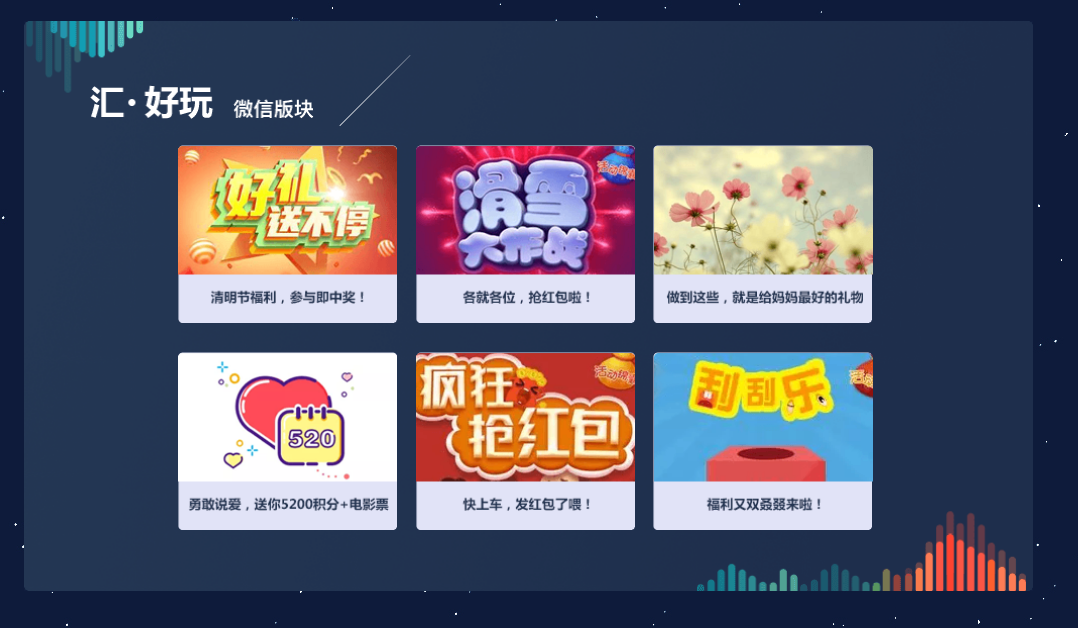 汇·好玩 微信版块
好礼
送不停
清明节福利，参与即中奖！
滑雪
大作战
各就各位，抢红包啦！
做到这些，就是给妈妈最好的礼物
520
勇敢说爱，送你5200积分+电影票
疯狂
抢红包
快上车，发红包了喂！
刮刮乐
福利又双叒叕来啦！